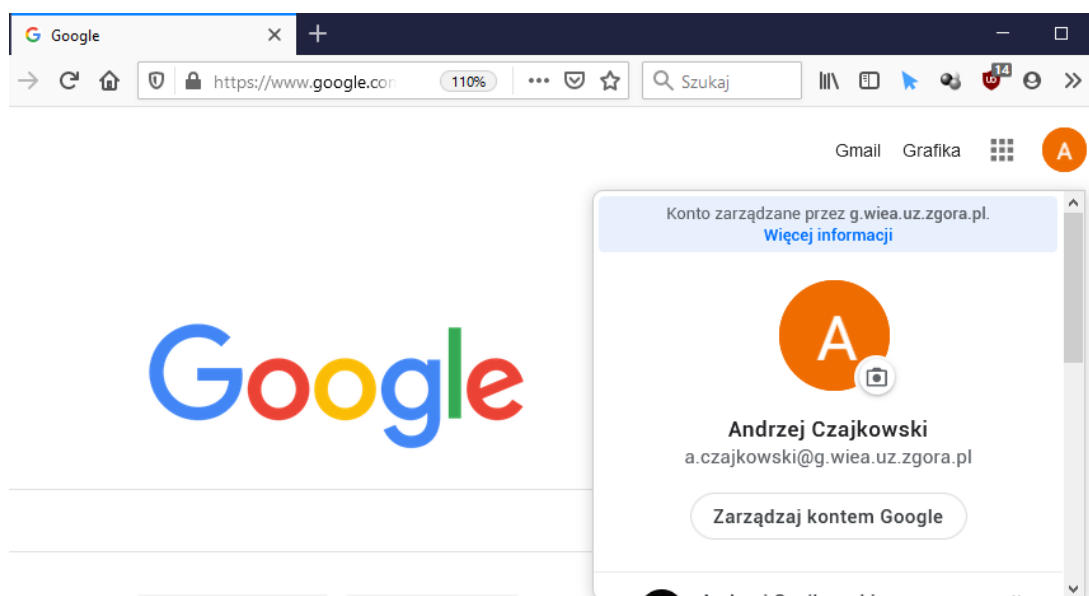 Google
https://www.google.con
110%
Szukaj
14
Gmail Grafika
A
Konto zarządzane przez g.wiea.uz.zgora.pl.
Więcej informacji
A
Google
Andrzej Czajkowski
a.czajkowski@g.wiea.uz.zgora.pl
Zarządzaj kontem Google